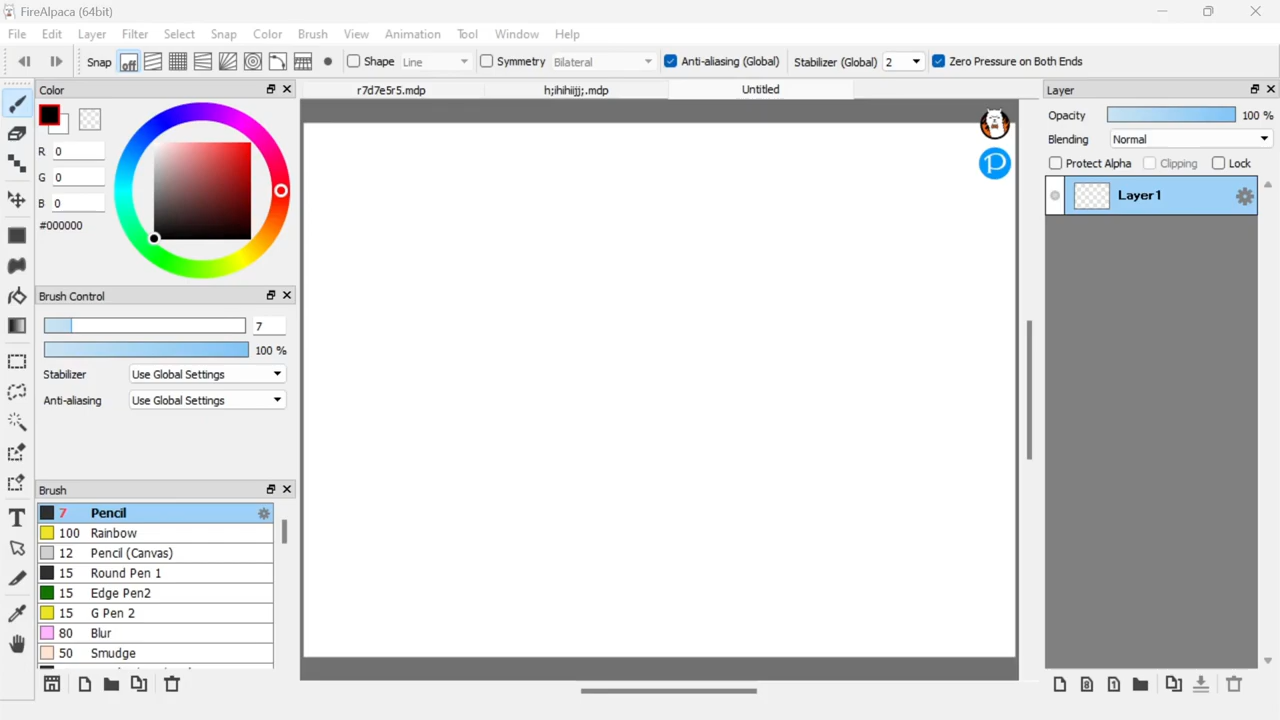 FireAlpaca (64bit)
File Edit Layer Filter Select Snap Color Brush View Animation Tool Window Help
Snap off Shape Line Symmetry Bilateral Anti-aliasing (Global) Stabilizer (Global) 2 Zero Pressure on Both Ends
Color
r7d7e5r5.mdp h;ihihiijj;.mdp Untitled
R 0
G 0
B 0
#000000
Brush Control
7
100 %
Stabilizer Use Global Settings
Anti-aliasing Use Global Settings
Brush
7 Pencil
100 Rainbow
12 Pencil (Canvas)
15 Round Pen 1
15 Edge Pen2
15 G Pen 2
80 Blur
50 Smudge
T
P
Layer
Opacity 100 %
Blending Normal
Protect Alpha Clipping Lock
Layer1
8 1